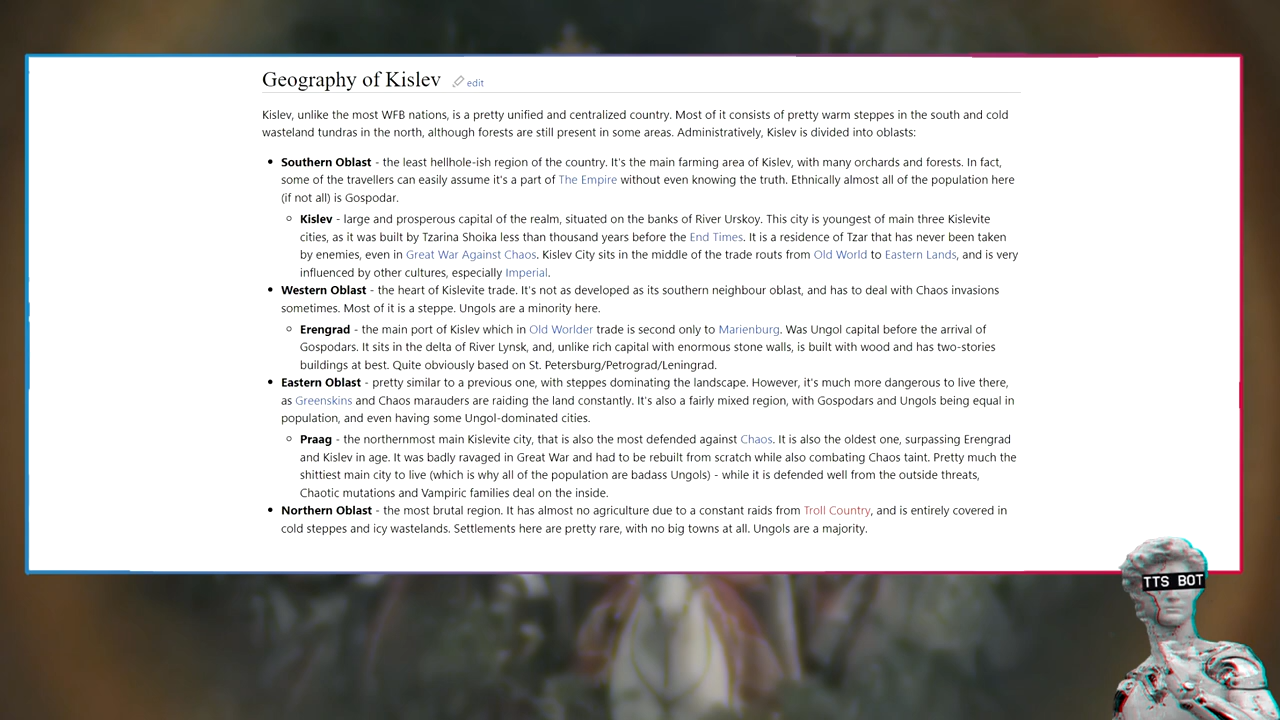 Geography of Kislev edit
Kislev, unlike the most WFB nations, is a pretty unified and centralized country. Most of it consists of pretty warm steppes in the south and cold
wasteland tundras in the north, although forests are still present in some areas. Administratively, Kislev is divided into oblasts:
Southern Oblast - the least hellhole-ish region of the country. It's the main farming area of Kislev, with many orchards and forests. In fact,
some of the travellers can easily assume it's a part of The Empire without even knowing the truth. Ethnically almost all of the population here
(if not all) is Gospodar.
Kislev - large and prosperous capital of the realm, situated on the banks of River Urskoy. This city is youngest of main three Kislevite
cities, as it was built by Tzarina Shoika less than thousand years before the End Times. It is a residence of Tzar that has never been taken
by enemies, even in Great War Against Chaos. Kislev City sits in the middle of the trade routs from Old World to Eastern Lands, and is very
influenced by other cultures, especially Imperial.
Western Oblast - the heart of Kislevite trade. It's not as developed as its southern neighbour oblast, and has to deal with Chaos invasions
sometimes. Most of it is a steppe. Ungols are a minority here.
Erengrad - the main port of Kislev which in Old Worlder trade is second only to Marienburg. Was Ungol capital before the arrival of
Gospodars. It sits in the delta of River Lynsk, and, unlike rich capital with enormous stone walls, is built with wood and has two-stories
buildings at best. Quite obviously based on St. Petersburg/Petrograd/Leningrad.
Eastern Oblast - pretty similar to a previous one, with steppes dominating the landscape. However, it's much more dangerous to live there,
as Greenskins and Chaos marauders are raiding the land constantly. It's also a fairly mixed region, with Gospodars and Ungols being equal in
population, and even having some Ungol-dominated cities.
Praag - the northernmost main Kislevite city, that is also the most defended against Chaos. It is also the oldest one, surpassing Erengrad
and Kislev in age. It was badly ravaged in Great War and had to be rebuilt from scratch while also combating Chaos taint. Pretty much the
shittiest main city to live (which is why all of the population are badass Ungols) - while it is defended well from the outside threats,
Chaotic mutations and Vampiric families deal on the inside.
Northern Oblast - the most brutal region. It has almost no agriculture due to a constant raids from Troll Country, and is entirely covered in
cold steppes and icy wastelands. Settlements here are pretty rare, with no big towns at all. Ungols are a majority.
TTS BOT